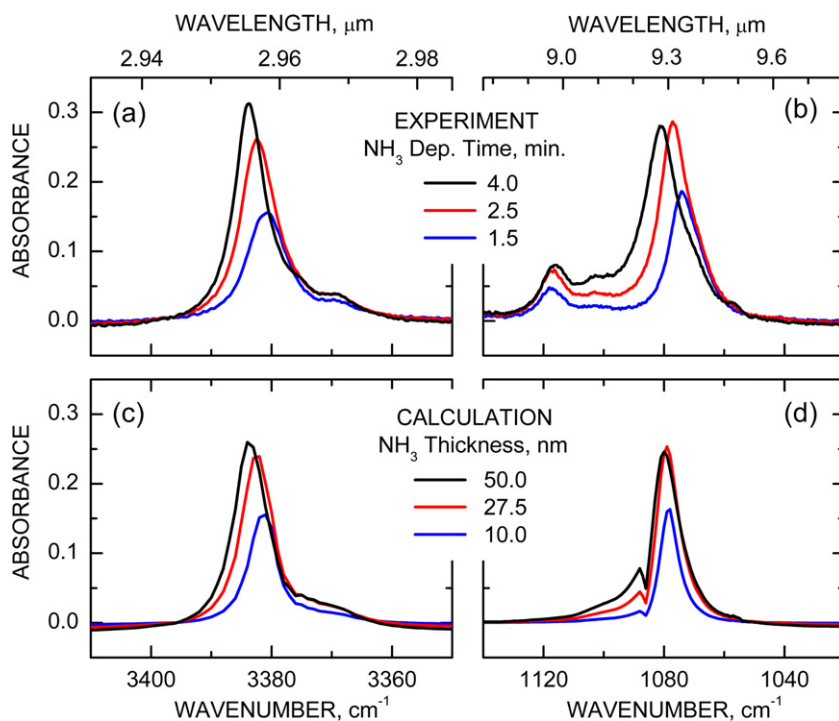 WAVELENGTH, μm WAVELENGTH, μm
2.94 2.96 2.98 9.0 9.3 9.6
(a) (b)
EXPERIMENT
NH3 Dep. Time, min.
4.0
2.5
1.5
ABSORBANCE
0.3
0.2
0.1
0.0
(c) (d)
CALCULATION
NH3 Thickness, nm
50.0
27.5
10.0
ABSORBANCE
0.3
0.2
0.1
0.0
3400 3380 3360 1120 1080 1040
WAVENUMBER, cm-1 WAVENUMBER, cm-1